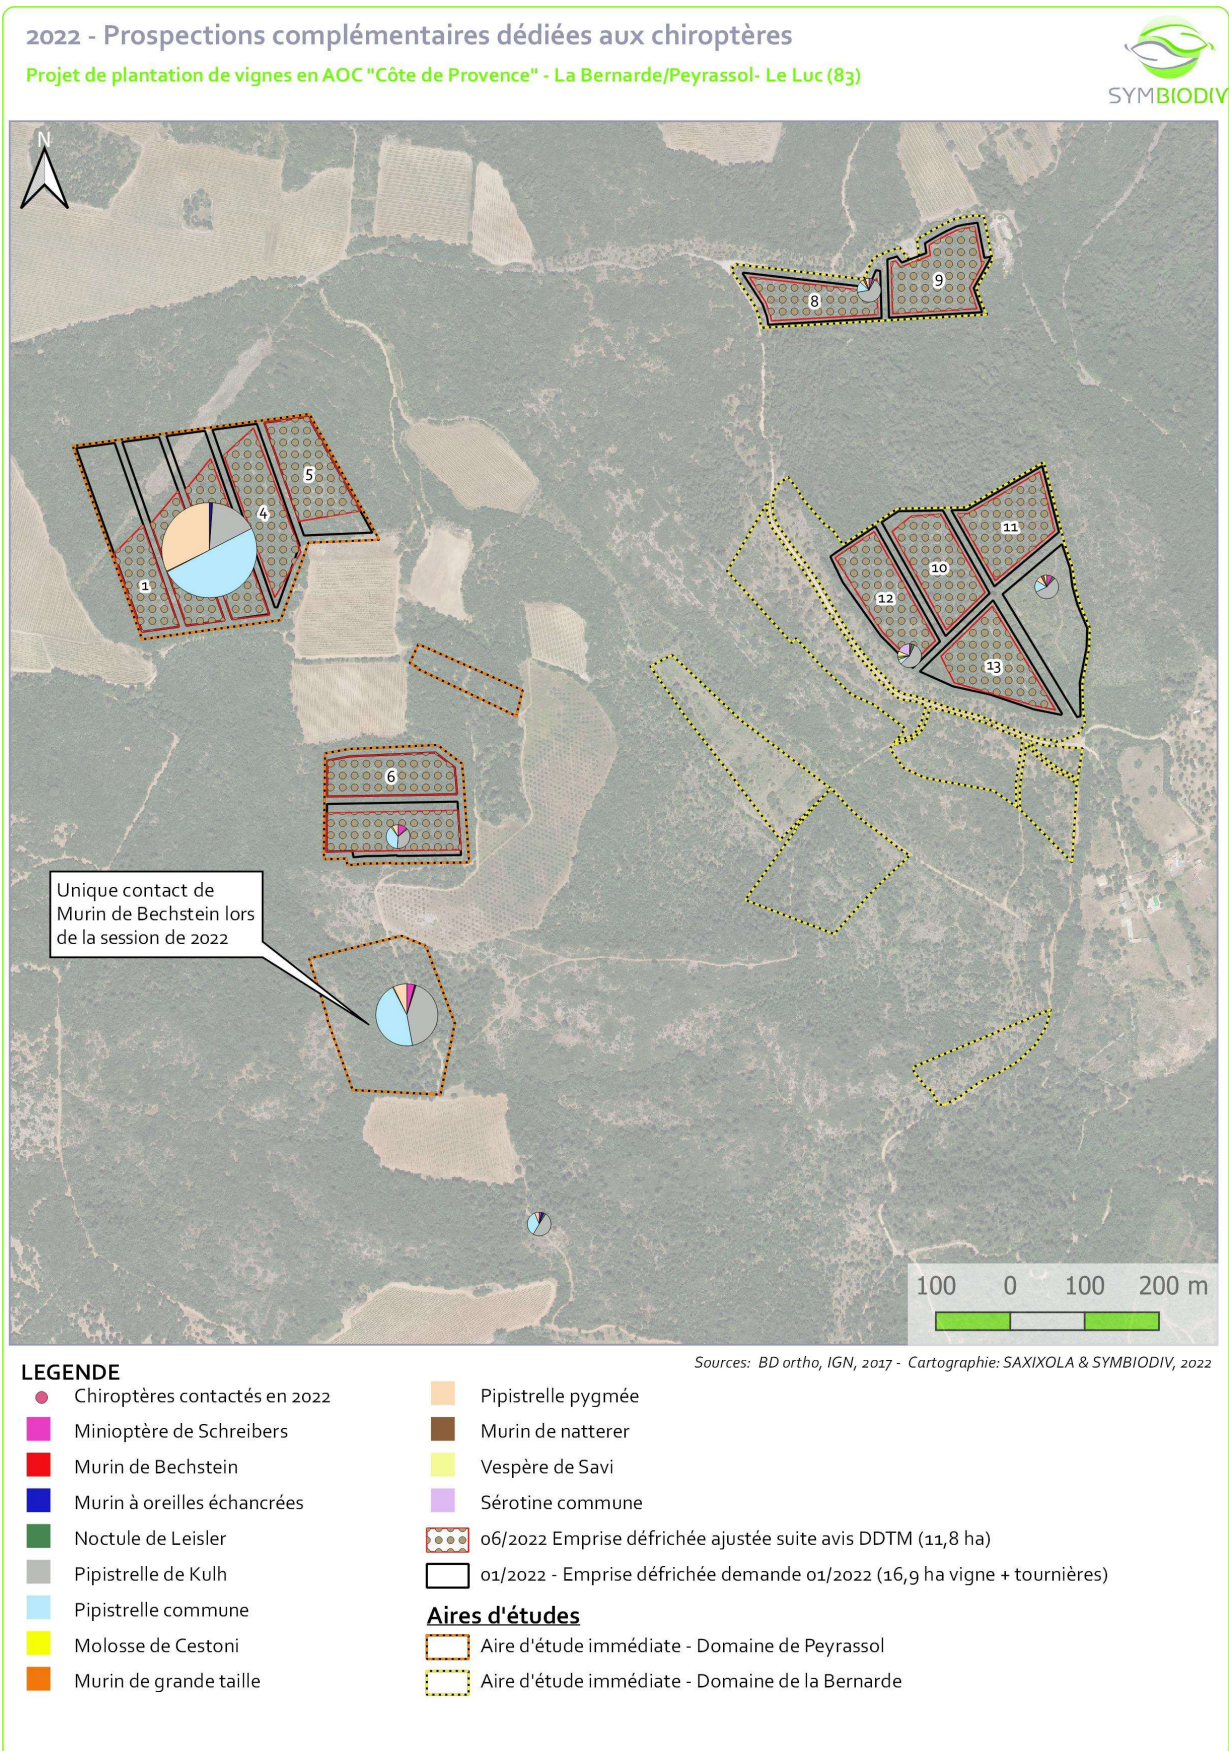 2022 - Prospections complémentaires dédiées aux chiroptères
Projet de plantation de vignes en AOC "Côte de Provence" - La Bernarde/Peyrassol- Le Luc (83)
SYMBIODIV
N
8
9
5
4
1
11
10
12
13
6
Unique contact de
Murin de Bechstein lors
de la session de 2022
100 0 100 200 m
Sources: BD ortho, IGN, 2017 - Cartographie: SAXIXOLA & SYMBIODIV, 2022
LEGENDE
Chiroptères contactés en 2022
Minioptère de Schreibers
Murin de Bechstein
Murin à oreilles échancrées
Noctule de Leisler
Pipistrelle de Kulh
Pipistrelle commune
Molosse de Cestoni
Murin de grande taille
Pipistrelle pygmée
Murin de natterer
Vespère de Savi
Sérotine commune
06/2022 Emprise défrichée ajustée suite avis DDTM (11,8 ha)
01/2022 - Emprise défrichée demande 01/2022 (16,9 ha vigne + tournières)
Aires d'études
Aire d'étude immédiate - Domaine de Peyrassol
Aire d'étude immédiate - Domaine de la Bernarde